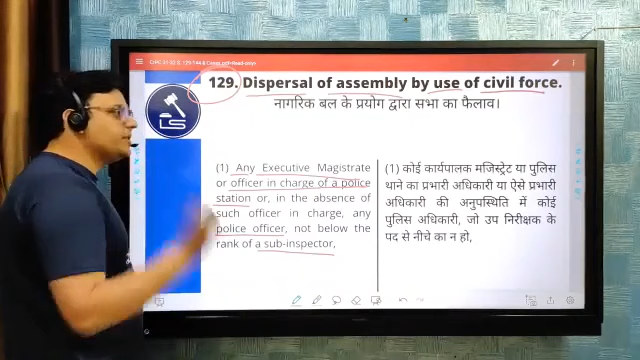 129. Dispersal of assembly by use of civil force.
नागरिक बल के प्रयोग द्वारा सभा का फैलाव।
LS
(1) Any Executive Magistrate
or officer in charge of a police
station or, in the absence of
such officer in charge, any
police officer, not below the
rank of a sub-inspector,
(1) कोई कार्यपालक मजिस्ट्रेट या पुलिस
थाने का प्रभारी अधिकारी या ऐसे प्रभारी
अधिकारी की अनुपस्थिति में कोई
पुलिस अधिकारी, जो उप निरीक्षक के
पद से नीचे का न हो,